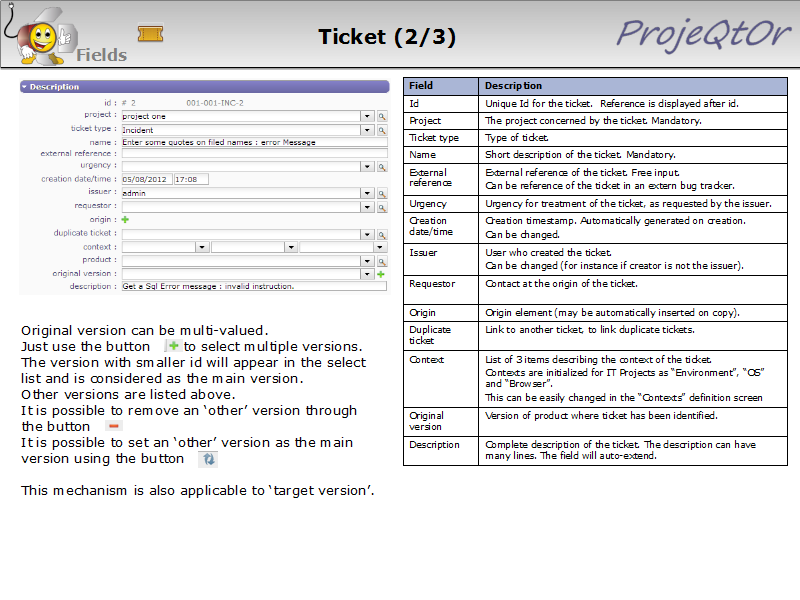 Fields
Ticket (2/3)
ProjeQtOr
Description
id : # 2 001-001-INC-2
project : project one
ticket type : Incident
name : Enter some quotes on filed names : error Message
external reference :
urgency :
creation date/time : 05/08/2012 17:08
issuer : admin
requestor :
origin :
duplicate ticket :
context :
product :
original version :
description : Get a Sql Error message : invalid instruction.
Original version can be multi-valued.
Just use the button to select multiple versions.
The version with smaller id will appear in the select
list and is considered as the main version.
Other versions are listed above.
It is possible to remove an ‘other’ version through
the button
It is possible to set an ‘other’ version as the main
version using the button
This mechanism is also applicable to ‘target version’.
Field Description
Id Unique Id for the ticket. Reference is displayed after id.
Project The project concerned by the ticket. Mandatory.
Ticket type Type of ticket.
Name Short description of the ticket. Mandatory.
External
reference
External reference of the ticket. Free input.
Can be reference of the ticket in an extern bug tracker.
Urgency Urgency for treatment of the ticket, as requested by the issuer.
Creation
date/time
Creation timestamp. Automatically generated on creation.
Can be changed.
Issuer User who created the ticket.
Can be changed (for instance if creator is not the issuer).
Requestor Contact at the origin of the ticket.
Origin Origin element (may be automatically inserted on copy).
Duplicate
ticket
Link to another ticket, to link duplicate tickets.
Context List of 3 items describing the context of the ticket.
Contexts are initialized for IT Projects as “Environment”, “OS”
and “Browser”.
This can be easily changed in the “Contexts” definition screen
Original
version
Version of product where ticket has been identified.
Description Complete description of the ticket. The description can have
many lines. The field will auto-extend.